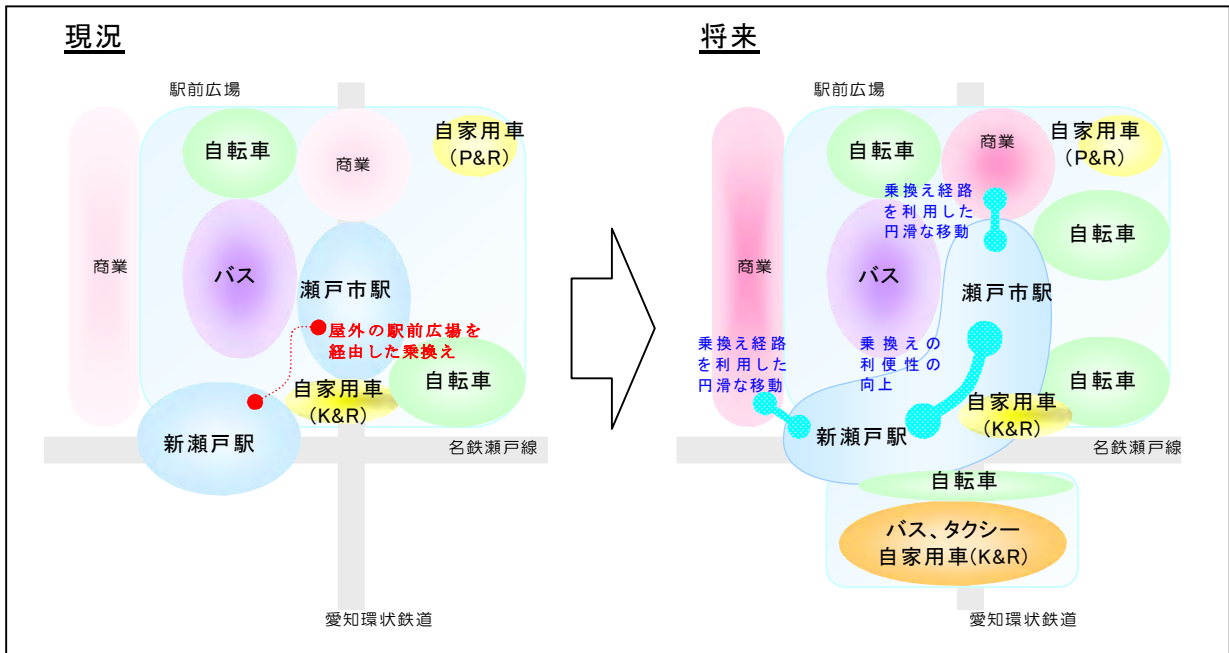 現況
駅前広場
自転車
商業
自家用車
(P&R)
商業
バス
瀬戸市駅
屋外の駅前広場を
経由した乗換え
自転車
自家用車
(K&R)
新瀬戸駅
名鉄瀬戸線
愛知環状鉄道
将来
駅前広場
自転車
商業
自家用車
(P&R)
乗換え経路
を利用した
円滑な移動
自転車
商業
バス
瀬戸市駅
乗換え経路
を利用した
円滑な移動
乗換えの
利便性の
向上
自転車
自家用車
(K&R)
新瀬戸駅
名鉄瀬戸線
自転車
バス、タクシー
自家用車(K&R)
愛知環状鉄道